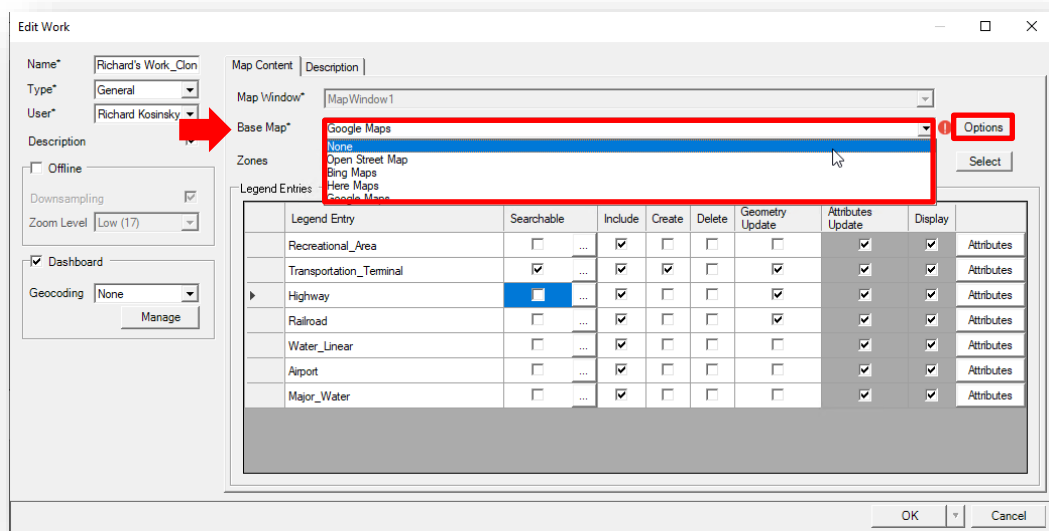 Edit Work
Name* Richard's Work_Clon
Type* General
User* Richard Kosinsky
Description
Offline
Downsampling
Zoom Level Low (17)
Dashboard
Geocoding None
Manage
Map Content Description
Map Window* MapWindow1
Base Map* Google Maps Options
None
Open Street Map
Bing Maps
Here Maps
Google Maps
Zones Select
Legend Entries
Legend Entry Searchable Include Create Delete Geometry Update Attributes Update Display
Recreational_Area ... Attributes
Transportation_Terminal ... Attributes
Highway ... Attributes
Railroad ... Attributes
Water_Linear ... Attributes
Airport ... Attributes
Major_Water ... Attributes
OK Cancel